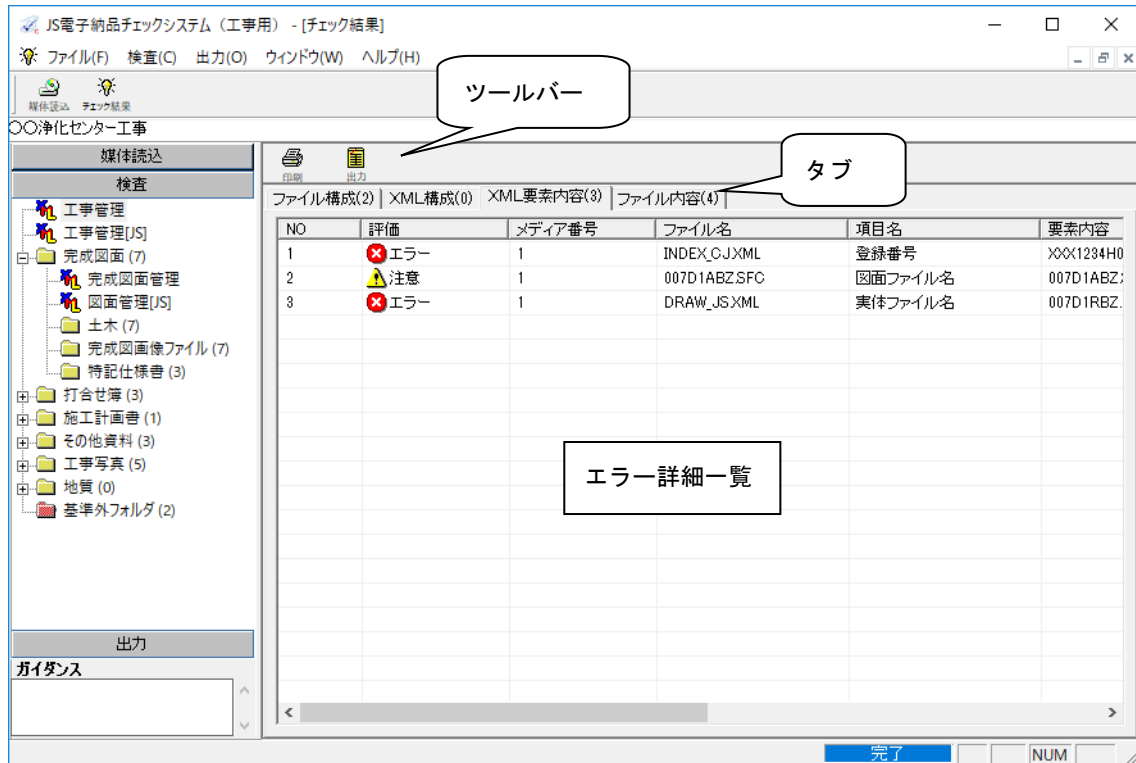 JS電子納品チェックシステム（工事用） - [チェック結果]
ファイル(F) 検査(C) 出力(O) ウィンドウ(W) ヘルプ(H)
媒体読込 チェック結果
ツールバー
〇〇浄化センター工事
媒体読込
検査
工事管理
工事管理[JS]
完成図面 (7)
完成図面管理
図面管理[JS]
土木 (7)
完成図画像ファイル (7)
特記仕様書 (3)
打合せ簿 (3)
施工計画書 (1)
その他資料 (3)
工事写真 (5)
地質 (0)
基準外フォルダ (2)
出力
ガイダンス
印刷 出力
タブ
ファイル構成(2) XML構成(0) XML要素内容(3) ファイル内容(4)
NO 評価 メディア番号 ファイル名 項目名 要素内容
1 エラー 1 INDEX_CJ.XML 登録番号 XXX1234H0
2 注意 1 007D1ABZ.SFC 図面ファイル名 007D1ABZ.
3 エラー 1 DRAW_JS.XML 実体ファイル名 007D1RBZ.
エラー詳細一覧
完了 NUM